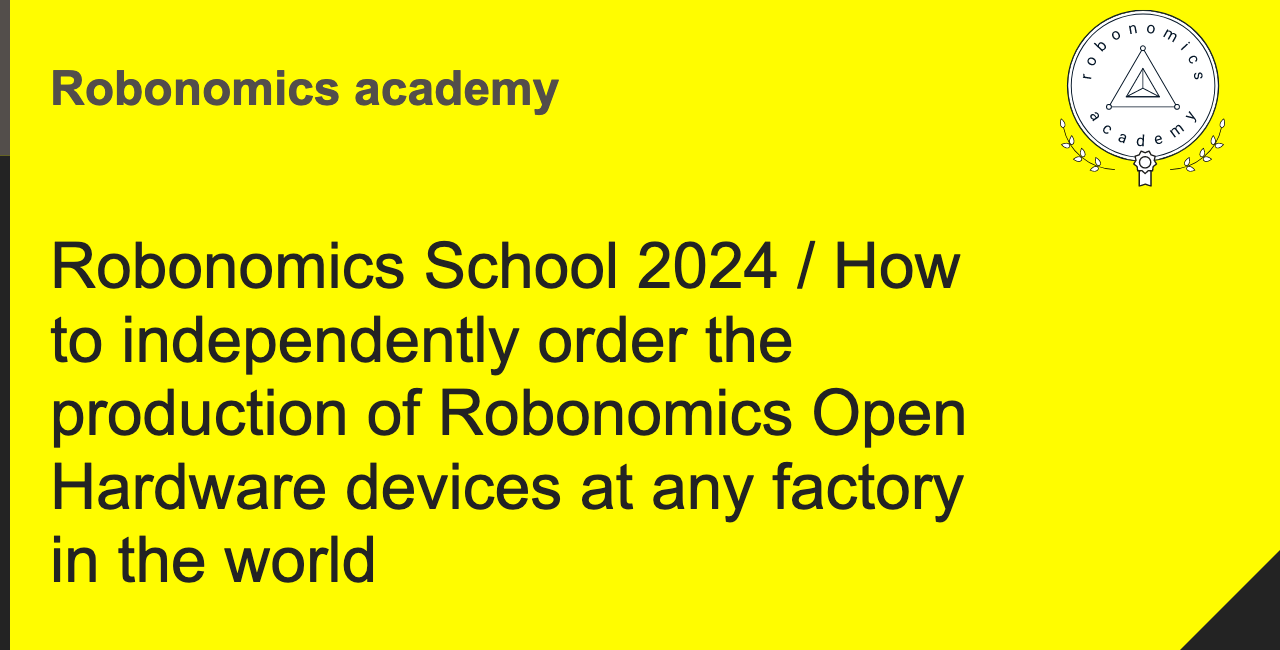 Robonomics academy
robonomics
academy
Robonomics School 2024 / How
to independently order the
production of Robonomics Open
Hardware devices at any factory
in the world